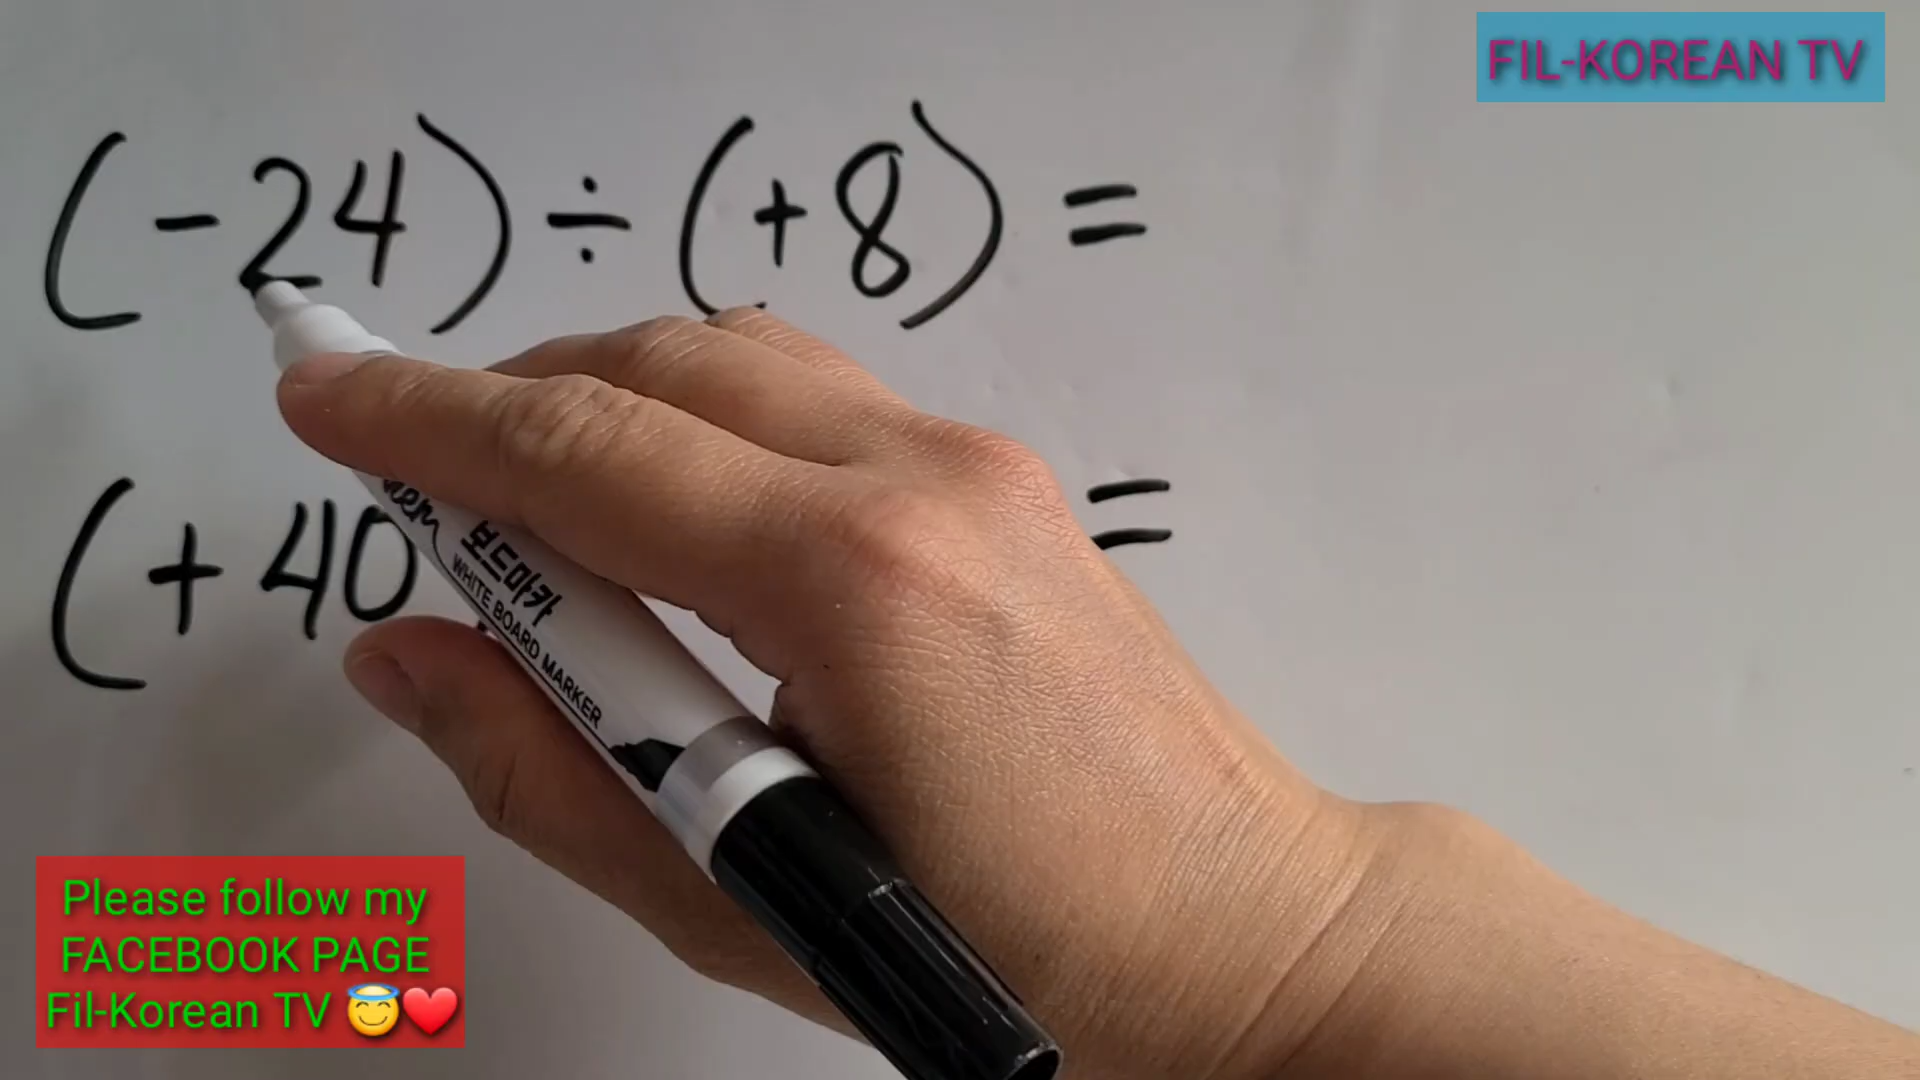 FIL-KOREAN TV
(-24) ÷ (+8) =
(+40
=
보드마카
WHITE BOARD MARKER
Please follow my
FACEBOOK PAGE
Fil-Korean TV 😇❤️